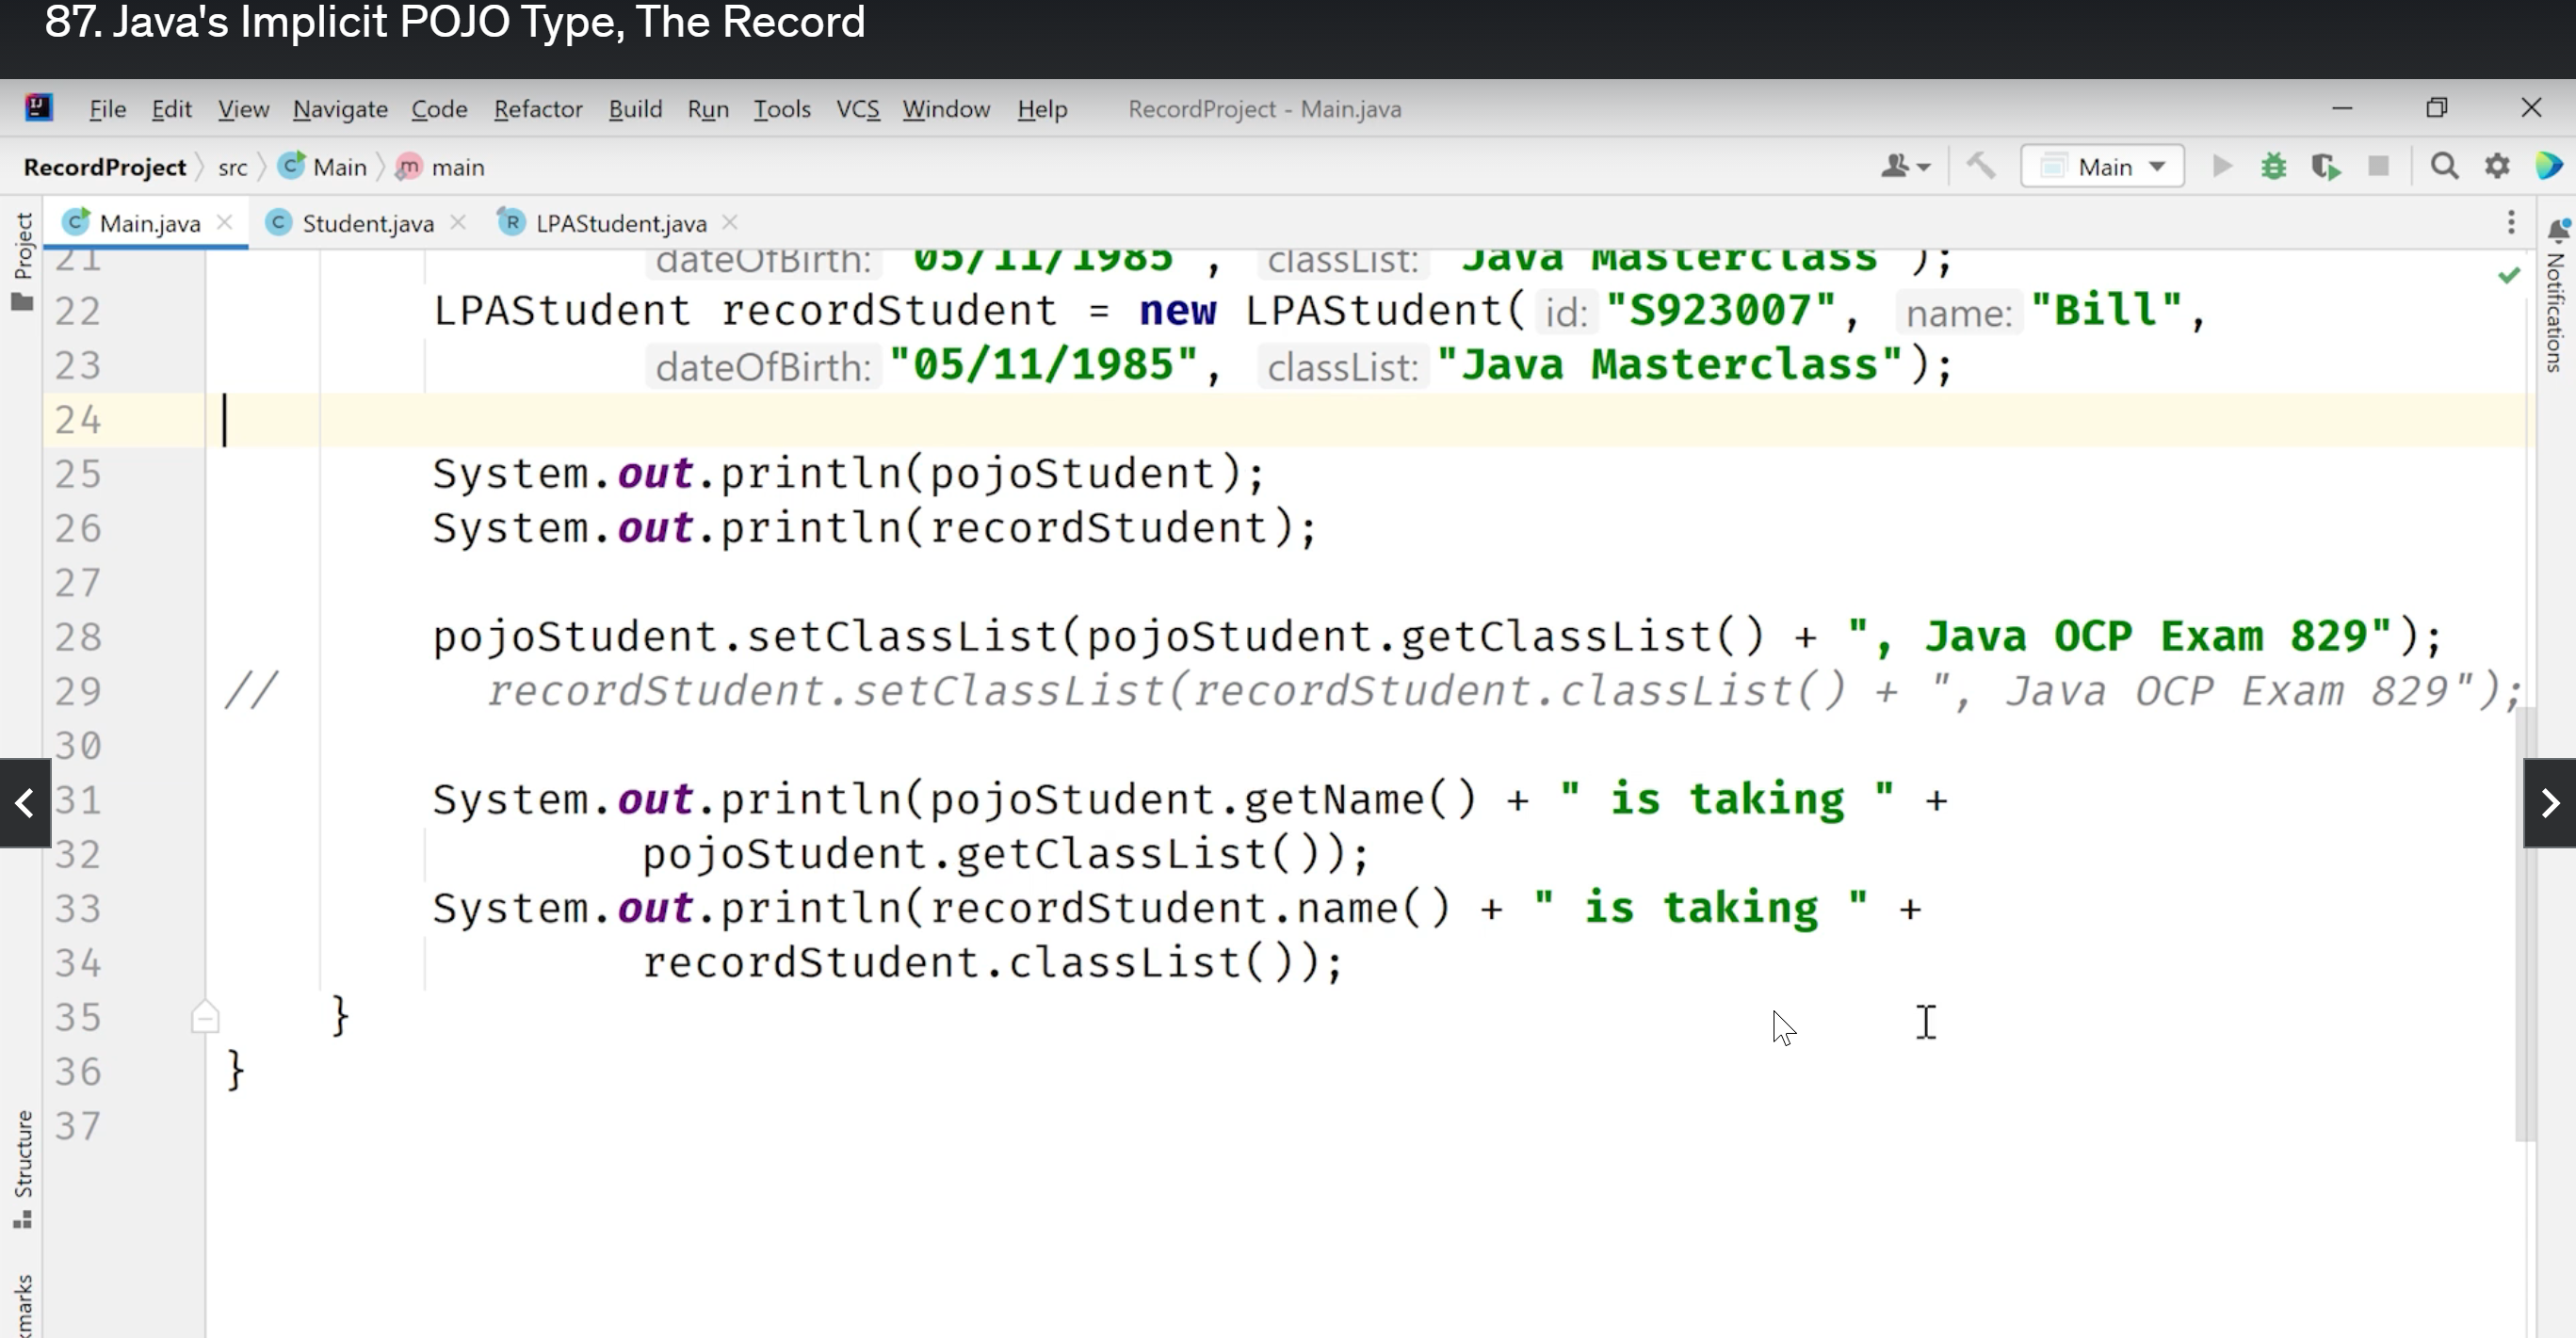 87. Java's Implicit POJO Type, The Record
File Edit View Navigate Code Refactor Build Run Tools VCS Window Help RecordProject - Main.java
RecordProject src Main main Main
Main.java Student.java LPAStudent.java
Project
Notifications
21 dateOfBirth: "05/11/1985", classList: "Java Masterclass");
22 LPAStudent recordStudent = new LPAStudent( id: "S923007", name: "Bill",
23 dateOfBirth: "05/11/1985", classList: "Java Masterclass");
24
25 System.out.println(pojoStudent);
26 System.out.println(recordStudent);
27
28 pojoStudent.setClassList(pojoStudent.getClassList() + ", Java OCP Exam 829");
29 // recordStudent.setClassList(recordStudent.classList() + ", Java OCP Exam 829");
30
31 System.out.println(pojoStudent.getName() + " is taking " +
32 pojoStudent.getClassList());
33 System.out.println(recordStudent.name() + " is taking " +
34 recordStudent.classList());
35 }
36 }
37
Structure